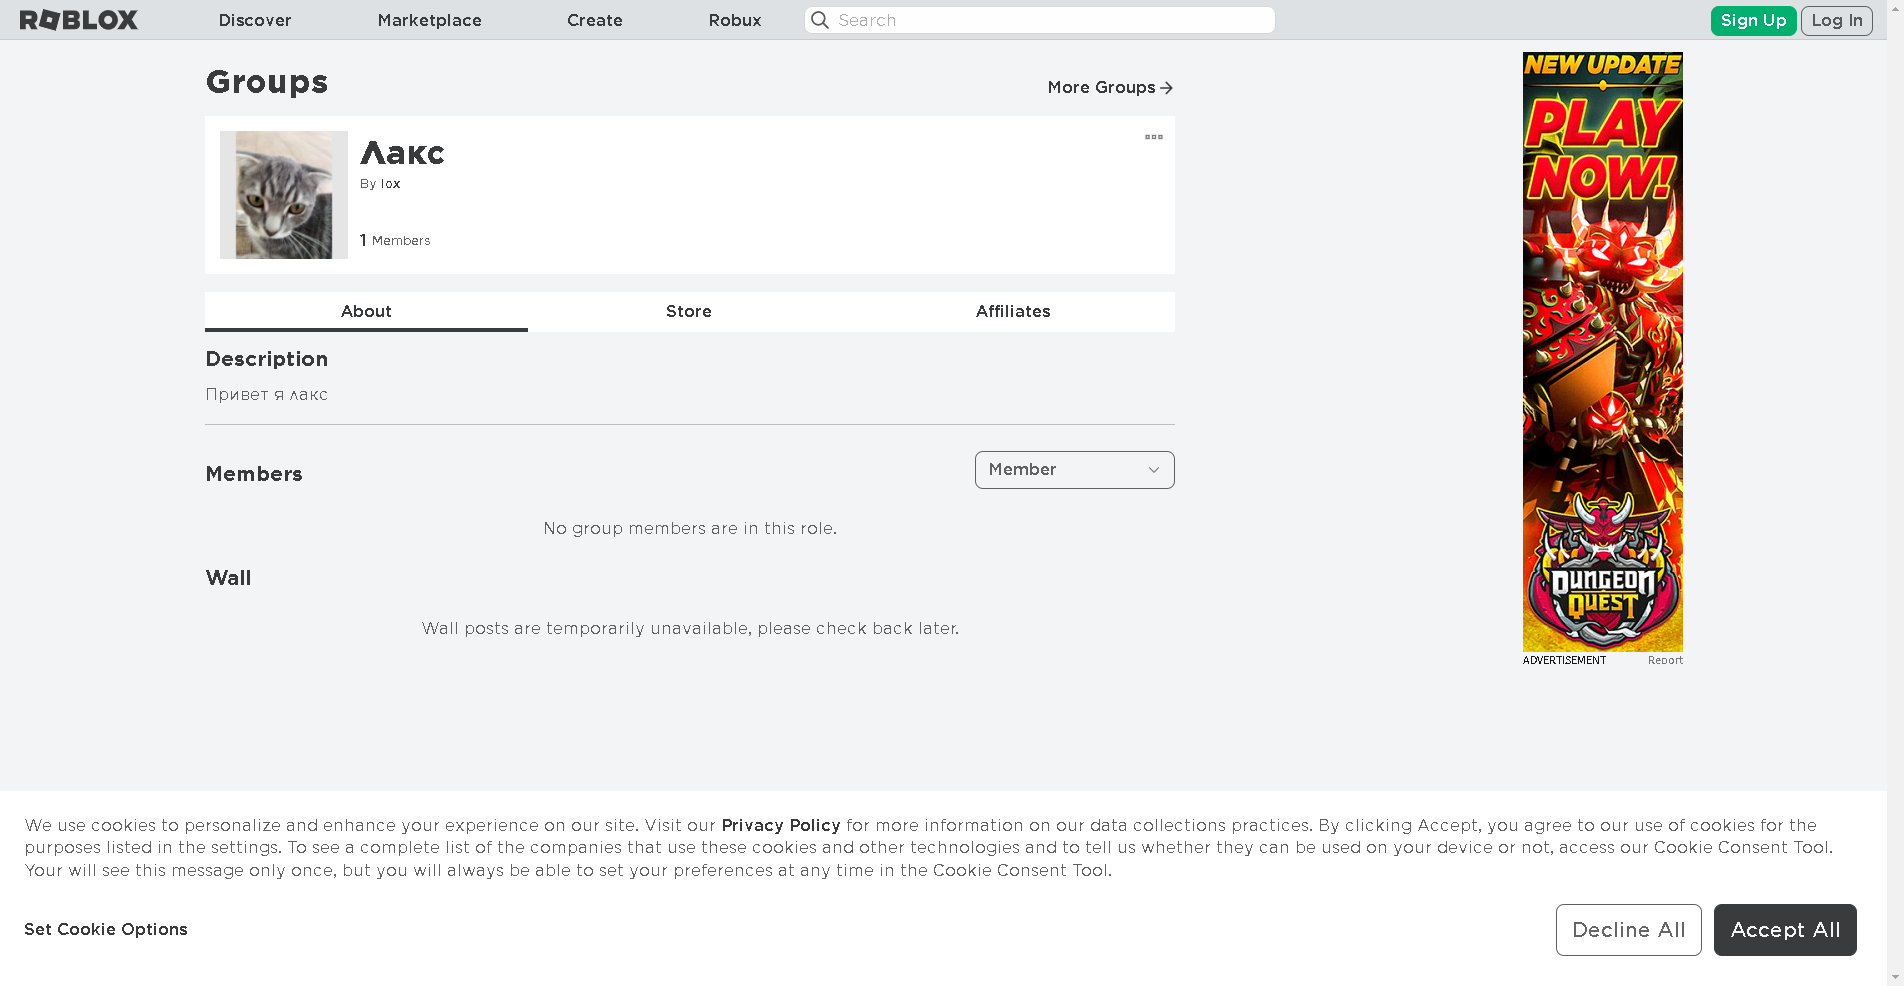 ROBLOX Discover Marketplace Create Robux Search Sign Up Log In
Groups
More Groups
Лакс
By lox
1 Members
About Store Affiliates
Description
Привет я лакс
Members
Member
No group members are in this role.
Wall
Wall posts are temporarily unavailable, please check back later.
NEW UPDATE
PLAY
NOW!
DUNGEON
QUEST
ADVERTISEMENT Report
We use cookies to personalize and enhance your experience on our site. Visit our Privacy Policy for more information on our data collections practices. By clicking Accept, you agree to our use of cookies for the
purposes listed in the settings. To see a complete list of the companies that use these cookies and other technologies and to tell us whether they can be used on your device or not, access our Cookie Consent Tool.
Your will see this message only once, but you will always be able to set your preferences at any time in the Cookie Consent Tool.
Set Cookie Options
Decline All
Accept All